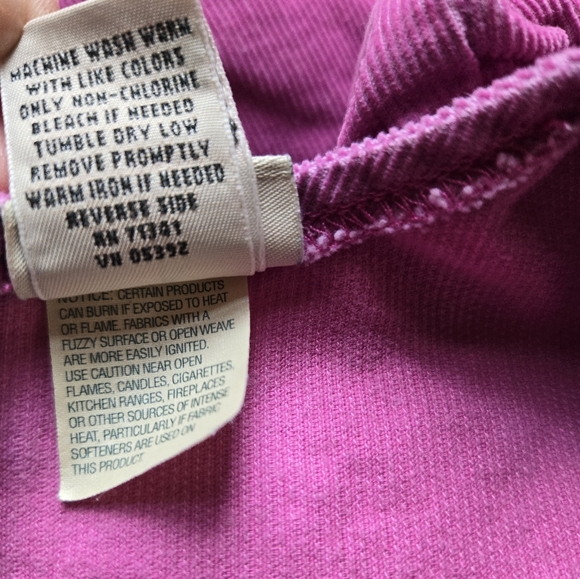 MACHINE WASH WARM
WITH LIKE COLORS
ONLY NON-CHLORINE
BLEACH IF NEEDED
TUMBLE DRY LOW
REMOVE PROMPTLY
WARM IRON IF NEEDED
REVERSE SIDE
RN 71341
VN 05392
NOTICE: CERTAIN PRODUCTS
CAN BURN IF EXPOSED TO HEAT
OR FLAME. FABRICS WITH A
FUZZY SURFACE OR OPEN WEAVE
ARE MORE EASILY IGNITED.
USE CAUTION NEAR OPEN
FLAMES, CANDLES, CIGARETTES,
KITCHEN RANGES, FIREPLACES
OR OTHER SOURCES OF INTENSE
HEAT, PARTICULARLY IF FABRIC
SOFTENERS ARE USED ON
THIS PRODUCT.